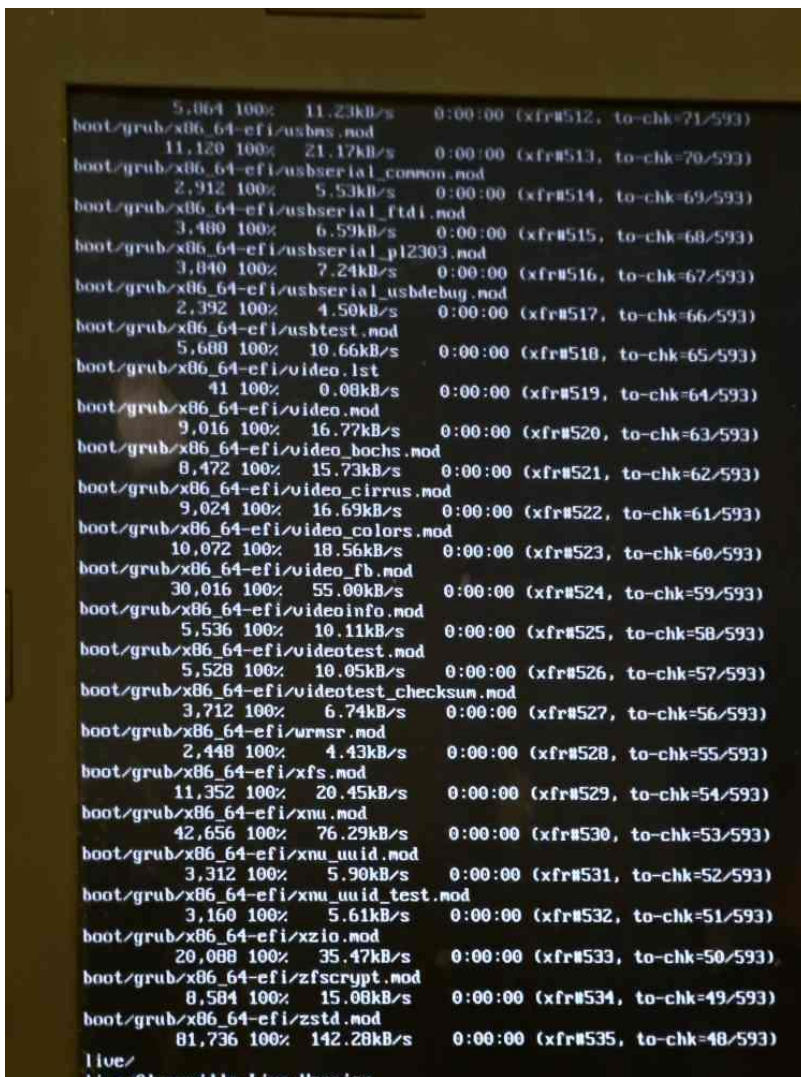 5,864 100% 11.23kB/s 0:00:00 (xfr#512, to-chk=71/593)
boot/grub/x86_64-efi/usbms.mod
11,120 100% 21.17kB/s 0:00:00 (xfr#513, to-chk=70/593)
boot/grub/x86_64-efi/usbserial_common.mod
2,912 100% 5.53kB/s 0:00:00 (xfr#514, to-chk=69/593)
boot/grub/x86_64-efi/usbserial_ftdi.mod
3,480 100% 6.59kB/s 0:00:00 (xfr#515, to-chk=68/593)
boot/grub/x86_64-efi/usbserial_pl2303.mod
3,840 100% 7.24kB/s 0:00:00 (xfr#516, to-chk=67/593)
boot/grub/x86_64-efi/usbserial_usbdebug.mod
2,392 100% 4.50kB/s 0:00:00 (xfr#517, to-chk=66/593)
boot/grub/x86_64-efi/usbtest.mod
5,688 100% 10.66kB/s 0:00:00 (xfr#518, to-chk=65/593)
boot/grub/x86_64-efi/video.lst
41 100% 0.08kB/s 0:00:00 (xfr#519, to-chk=64/593)
boot/grub/x86_64-efi/video.mod
9,016 100% 16.77kB/s 0:00:00 (xfr#520, to-chk=63/593)
boot/grub/x86_64-efi/video_bochs.mod
8,472 100% 15.73kB/s 0:00:00 (xfr#521, to-chk=62/593)
boot/grub/x86_64-efi/video_cirrus.mod
9,024 100% 16.69kB/s 0:00:00 (xfr#522, to-chk=61/593)
boot/grub/x86_64-efi/video_colors.mod
10,072 100% 18.56kB/s 0:00:00 (xfr#523, to-chk=60/593)
boot/grub/x86_64-efi/video_fb.mod
30,016 100% 55.00kB/s 0:00:00 (xfr#524, to-chk=59/593)
boot/grub/x86_64-efi/videoinfo.mod
5,536 100% 10.11kB/s 0:00:00 (xfr#525, to-chk=58/593)
boot/grub/x86_64-efi/videotest.mod
5,528 100% 10.05kB/s 0:00:00 (xfr#526, to-chk=57/593)
boot/grub/x86_64-efi/videotest_checksum.mod
3,712 100% 6.74kB/s 0:00:00 (xfr#527, to-chk=56/593)
boot/grub/x86_64-efi/wrmsr.mod
2,448 100% 4.43kB/s 0:00:00 (xfr#528, to-chk=55/593)
boot/grub/x86_64-efi/xfs.mod
11,352 100% 20.45kB/s 0:00:00 (xfr#529, to-chk=54/593)
boot/grub/x86_64-efi/xnu.mod
42,656 100% 76.29kB/s 0:00:00 (xfr#530, to-chk=53/593)
boot/grub/x86_64-efi/xnu_uuid.mod
3,312 100% 5.90kB/s 0:00:00 (xfr#531, to-chk=52/593)
boot/grub/x86_64-efi/xnu_uuid_test.mod
3,160 100% 5.61kB/s 0:00:00 (xfr#532, to-chk=51/593)
boot/grub/x86_64-efi/xzio.mod
20,088 100% 35.47kB/s 0:00:00 (xfr#533, to-chk=50/593)
boot/grub/x86_64-efi/zfscrypt.mod
8,584 100% 15.08kB/s 0:00:00 (xfr#534, to-chk=49/593)
boot/grub/x86_64-efi/zstd.mod
81,736 100% 142.28kB/s 0:00:00 (xfr#535, to-chk=48/593)
live/